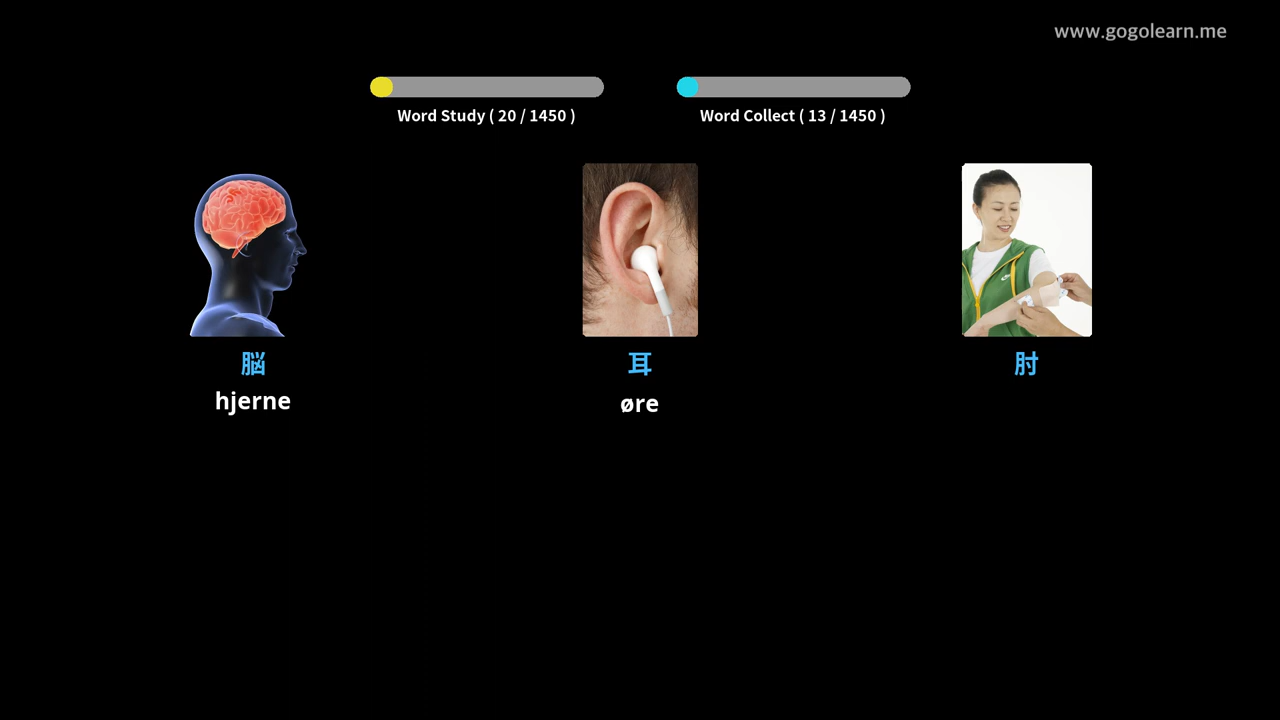 www.gogolearn.me
Word Study ( 20 / 1450 )
Word Collect ( 13 / 1450 )
脳
耳
肘
hjerne
øre